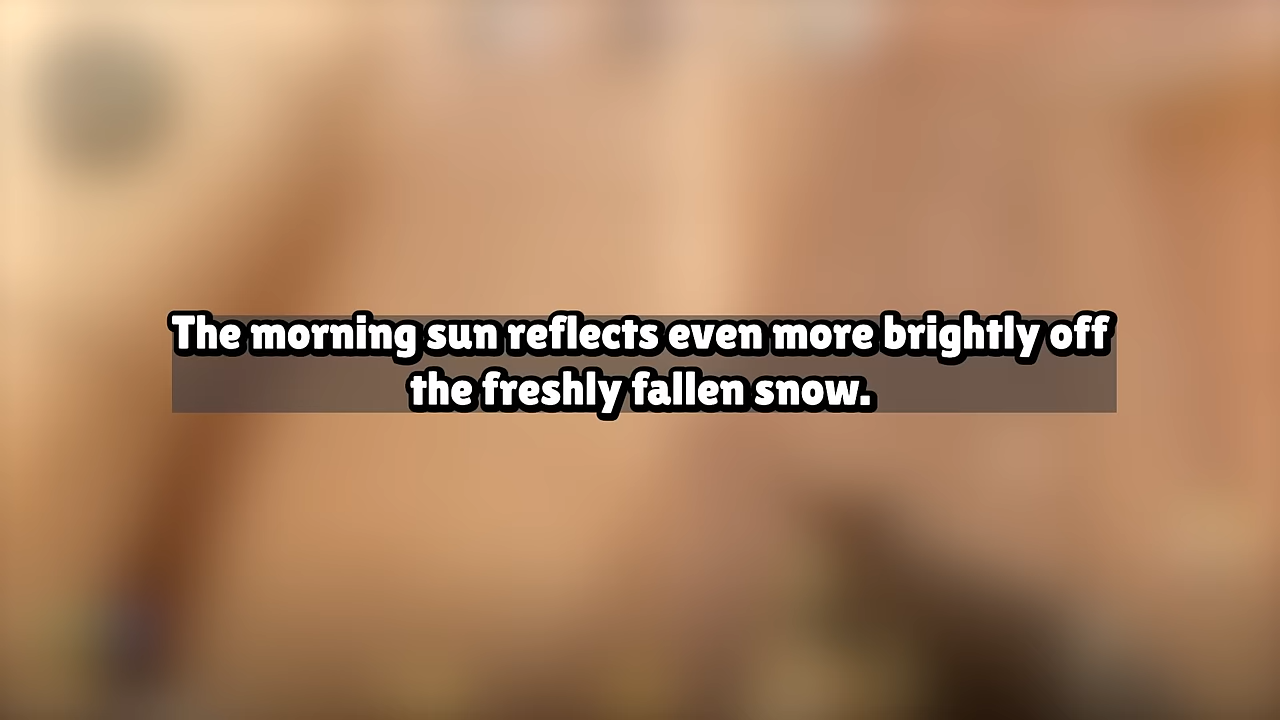 The morning sun reflects even more brightly off
the freshly fallen snow.